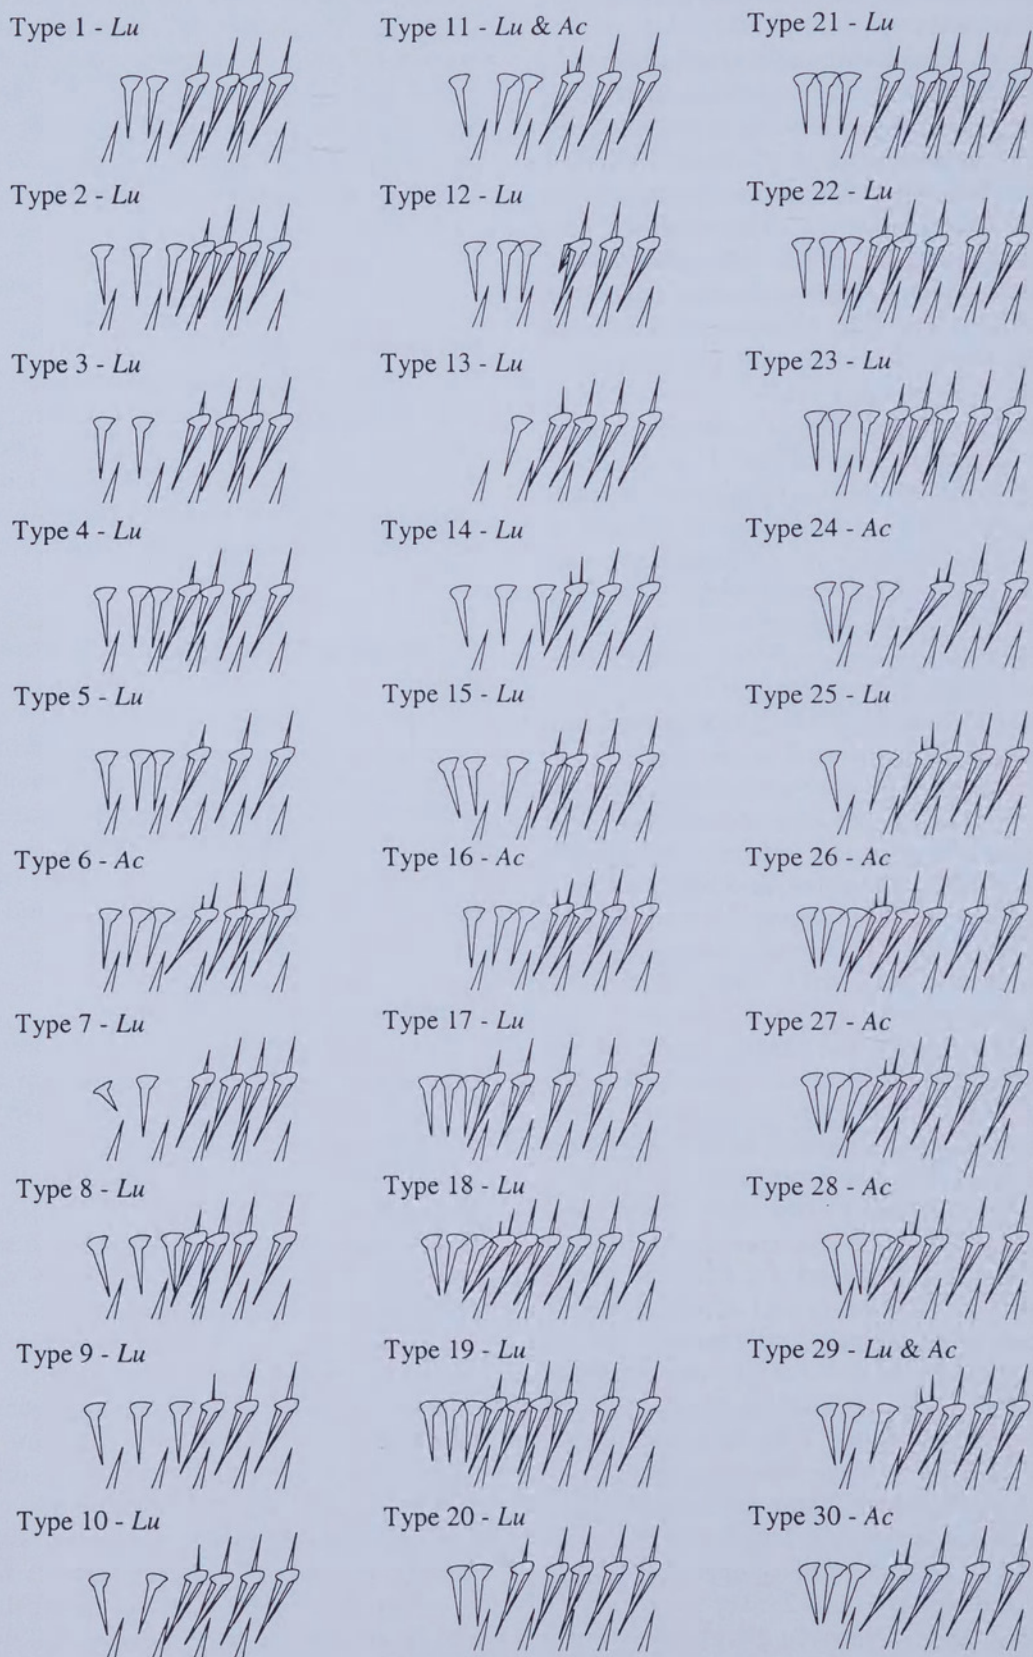 Type 1 - Lu
Type 2 - Lu
Type 3 - Lu
Type 4 - Lu
Type 5 - Lu
Type 6 - Ac
Type 7 - Lu
Type 8 - Lu
Type 9 - Lu
Type 10 - Lu
Type 11 - Lu & Ac
Type 12 - Lu
Type 13 - Lu
Type 14 - Lu
Type 15 - Lu
Type 16 - Ac
Type 17 - Lu
Type 18 - Lu
Type 19 - Lu
Type 20 - Lu
Type 21 - Lu
Type 22 - Lu
Type 23 - Lu
Type 24 - Ac
Type 25 - Lu
Type 26 - Ac
Type 27 - Ac
Type 28 - Ac
Type 29 - Lu & Ac
Type 30 - Ac